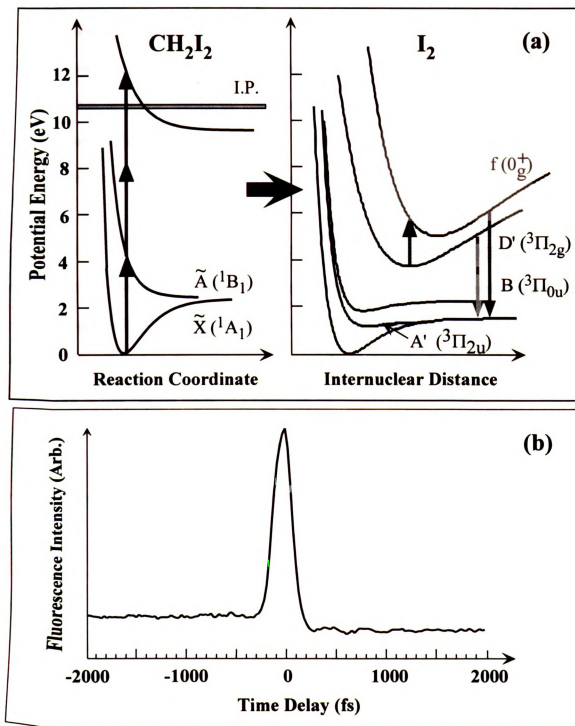 CH₂I₂
I₂
(a)
12
10
8
6
4
2
0
Potential Energy (eV)
I.P.
Ã (¹B₁)
X̃ (¹A₁)
Reaction Coordinate
f (0g⁺)
D' (³Π2g)
B (³Π0u)
A' (³Π2u)
Internuclear Distance
(b)
Fluorescence Intensity (Arb.)
-2000
-1000
0
1000
2000
Time Delay (fs)